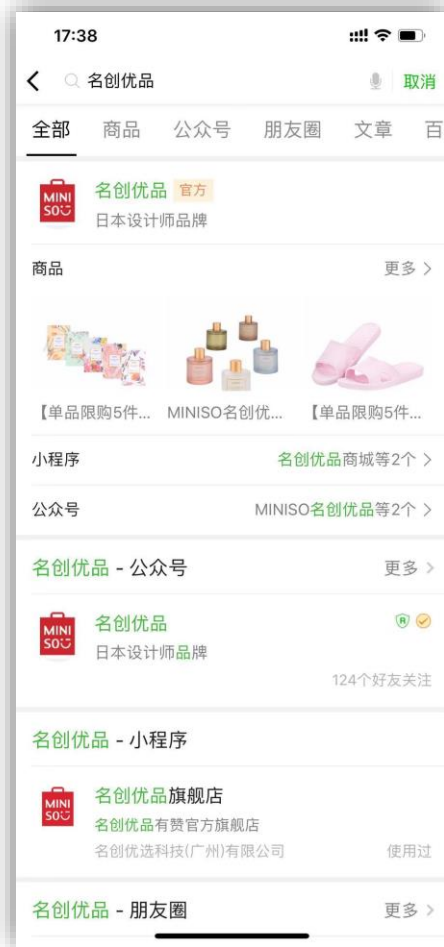 17:38
名创优品
取消
全部 商品 公众号 朋友圈 文章 百
MINI
SO
名创优品 官方
日本设计师品牌
商品 更多 >
【单品限购5件... MINISO名创优... 【单品限购5件...
小程序 名创优品商城等2个 >
公众号 MINISO名创优品等2个 >
名创优品 - 公众号 更多 >
MINI
SO
名创优品
日本设计师品牌
124个好友关注
名创优品 - 小程序
MINI
SO
名创优品旗舰店
名创优品有赞官方旗舰店
名创优选科技(广州)有限公司 使用过
名创优品 - 朋友圈 更多 >